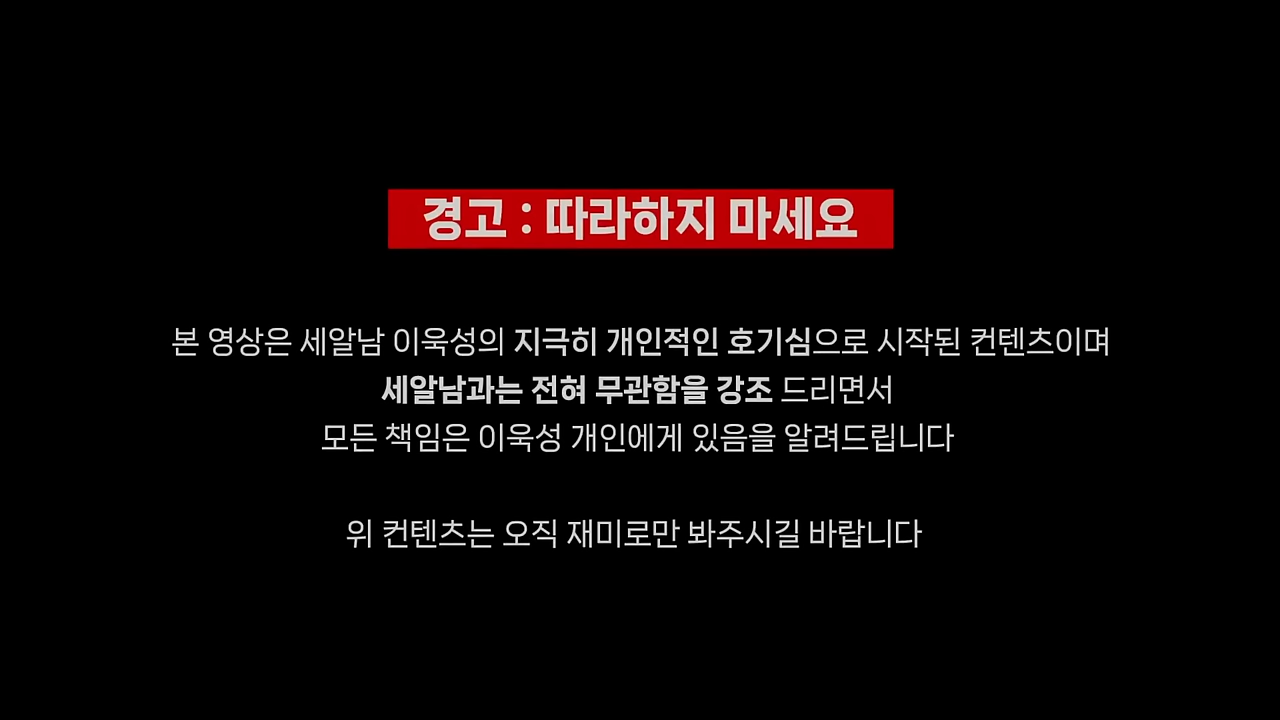 경고 : 따라하지 마세요
본 영상은 세알남 이욱성의 지극히 개인적인 호기심으로 시작된 컨텐츠이며
세알남과는 전혀 무관함을 강조 드리면서
모든 책임은 이욱성 개인에게 있음을 알려드립니다
위 컨텐츠는 오직 재미로만 봐주시길 바랍니다